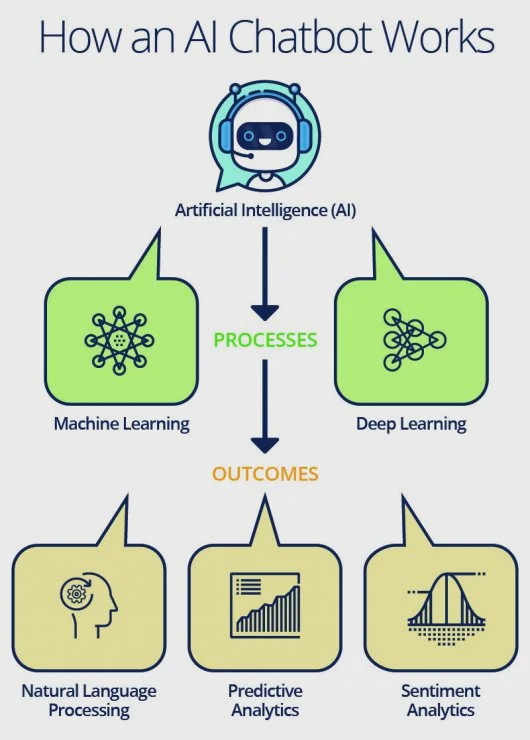 How an AI Chatbot Works
Artificial Intelligence (AI)
PROCESSES
Machine Learning
Deep Learning
OUTCOMES
Natural Language
Processing
Predictive
Analytics
Sentiment
Analytics